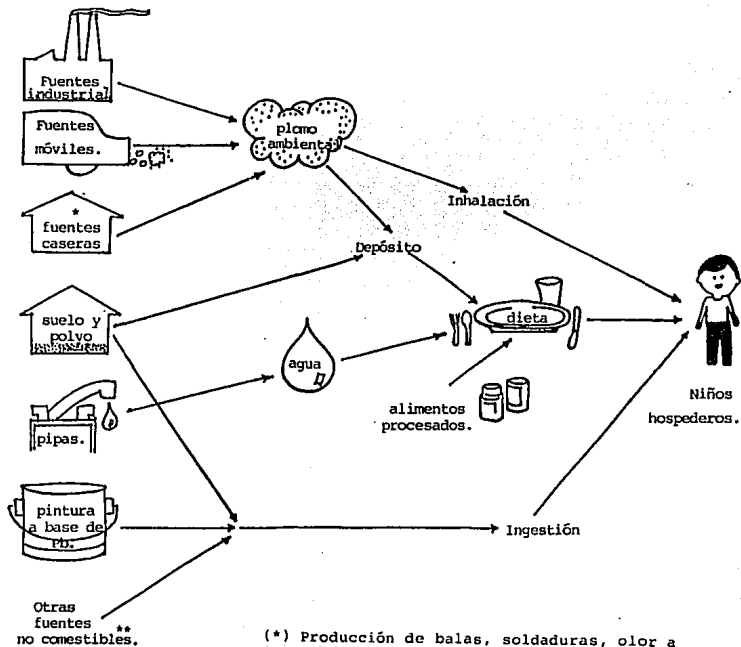 Fuentes
industrial
Fuentes
móviles.
*
fuentes
caseras
suelo y
polvo
pipas.
pintura
a base de
Pb.
Otras
fuentes
no comestibles.**
plomo
ambiental
Inhalación
Depósito
agua
dieta
alimentos
procesados.
Ingestión
Niños
hospederos.
(*) Producción de balas, soldaduras, olor a